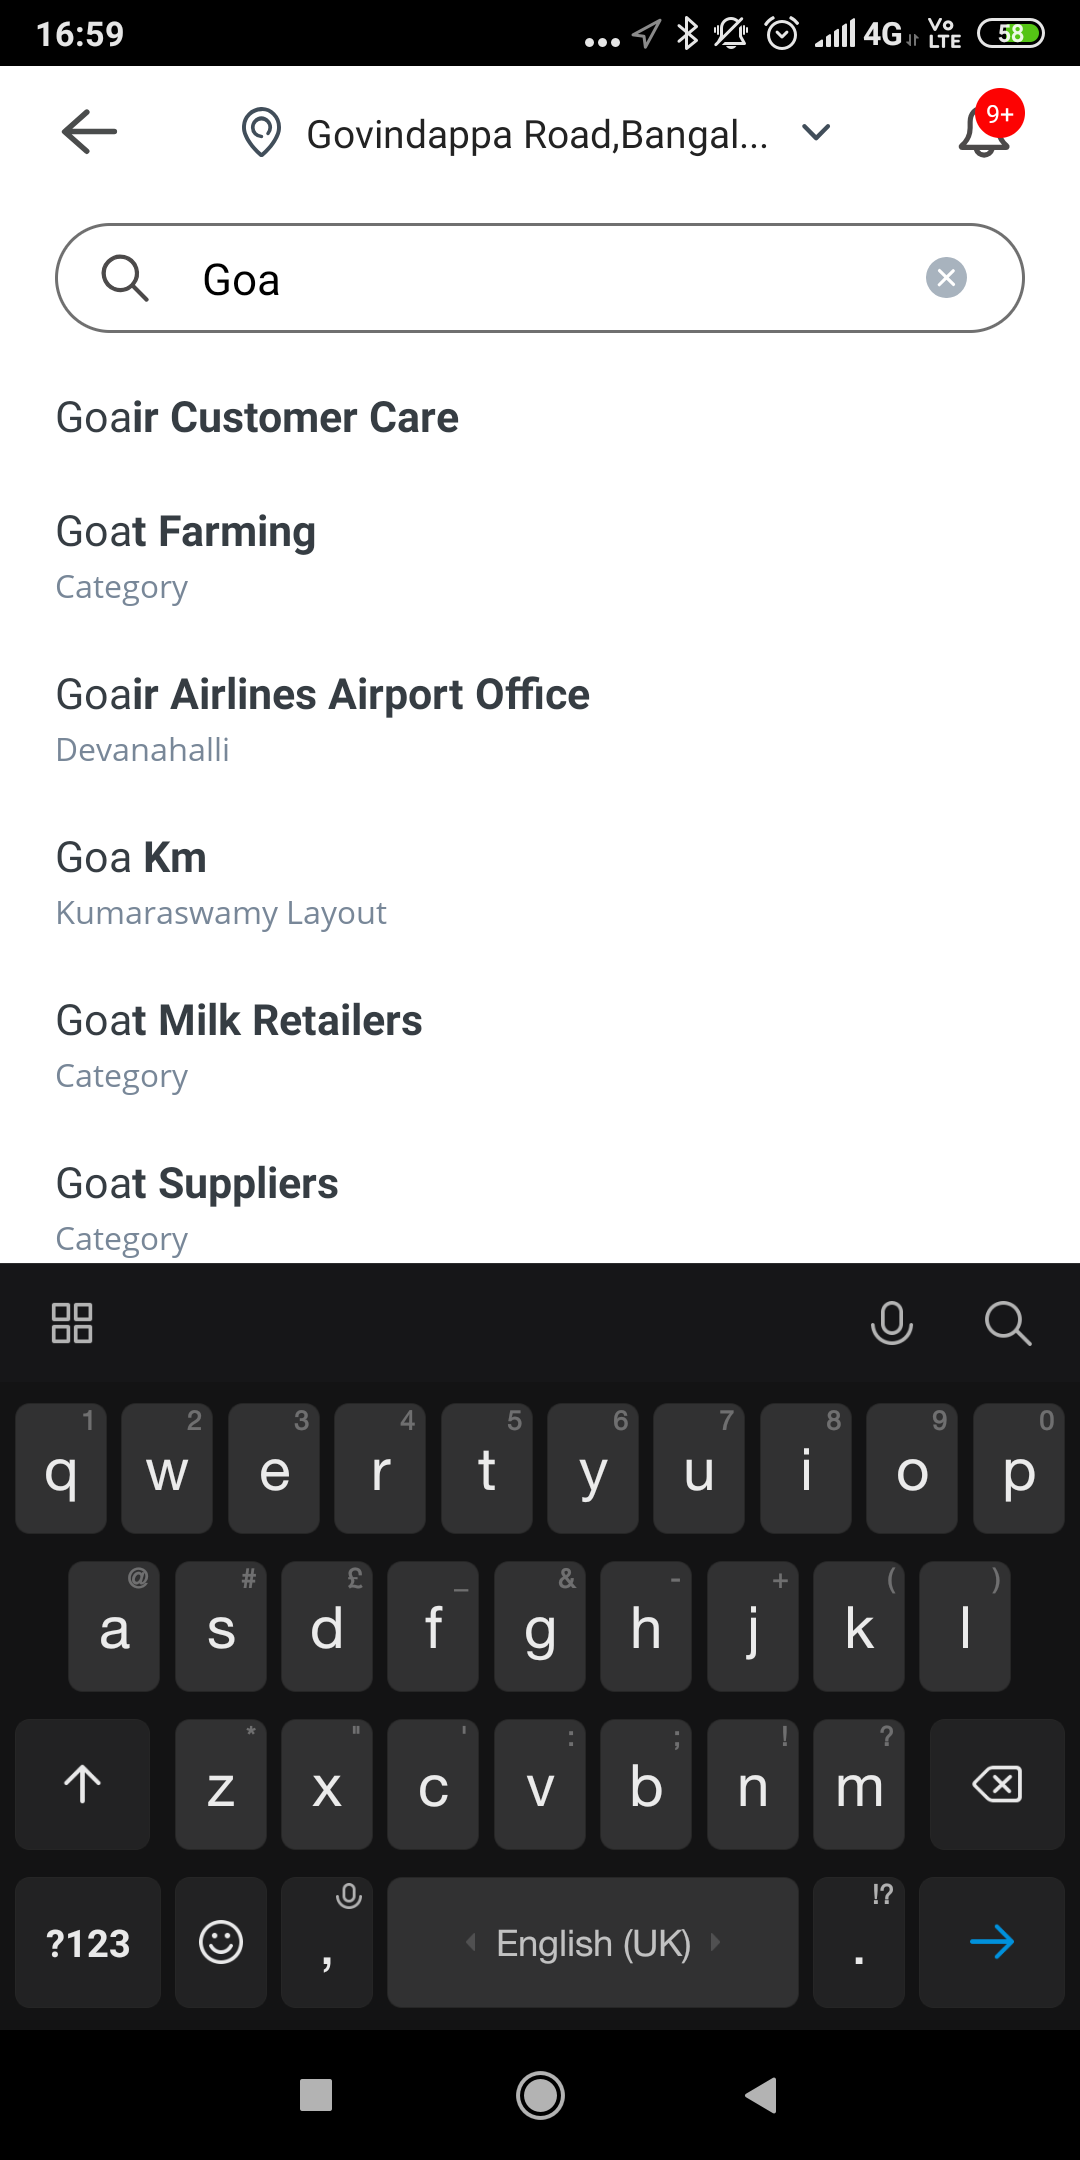 16:59
4G
Vo
LTE
58
Govindappa Road,Bangal...
9+
Goa
Goair Customer Care
Goat Farming
Category
Goair Airlines Airport Office
Devanahalli
Goa Km
Kumaraswamy Layout
Goat Milk Retailers
Category
Goat Suppliers
Category
1 2 3 4 5 6 7 8 9 0
q w e r t y u i o p
@ # £ _ & - + ( )
a s d f g h j k l
* " ' : ; ! ?
z x c v b n m
!?
?123 , English (UK) .